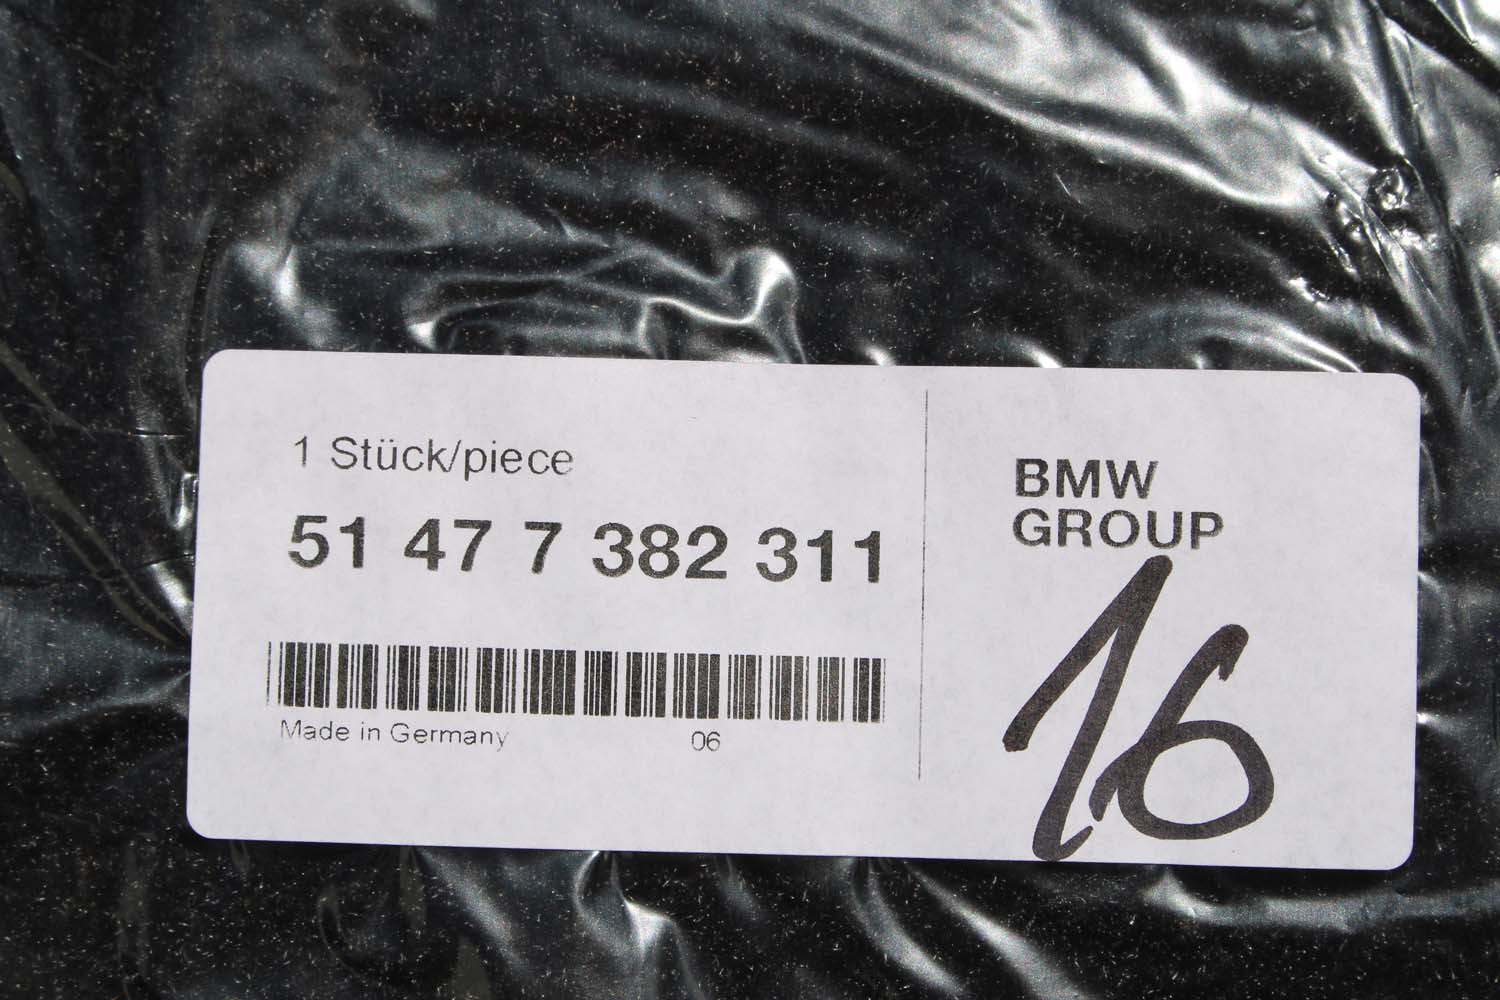 1 Stück/piece
51 47 7 382 311
Made in Germany 06
BMW
GROUP
16